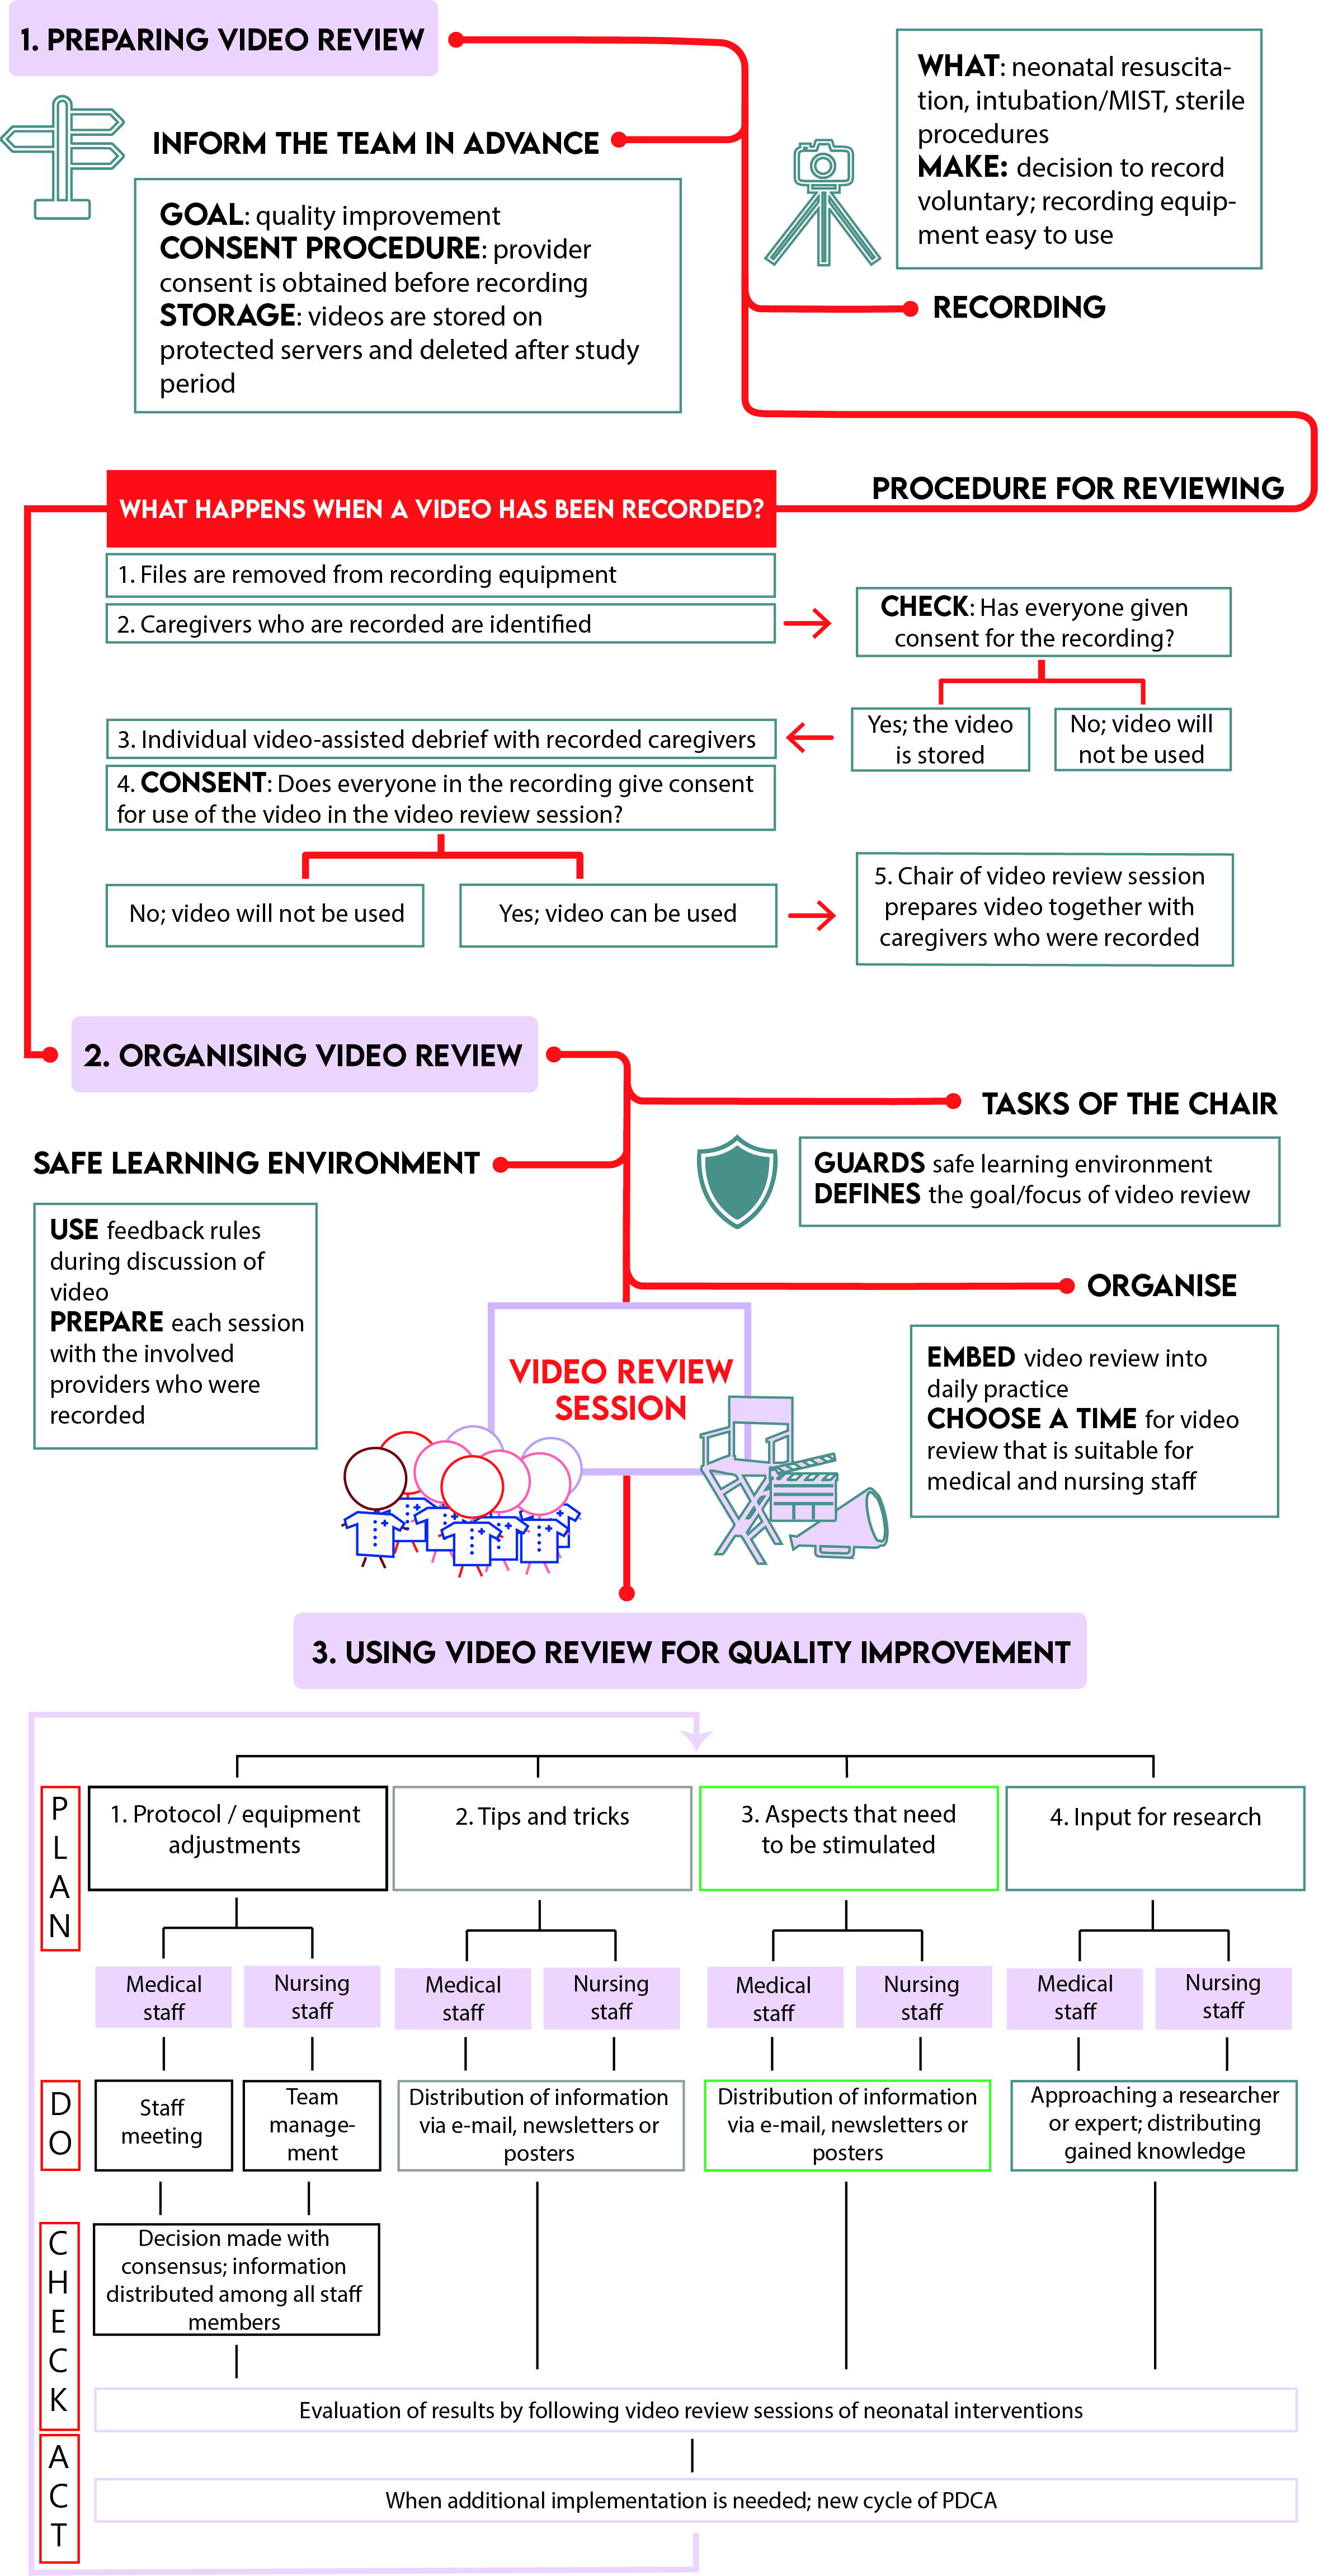 1. PREPARING VIDEO REVIEW
INFORM THE TEAM IN ADVANCE
GOAL: quality improvement
CONSENT PROCEDURE: provider
consent is obtained before recording
STORAGE: videos are stored on
protected servers and deleted after study
period
WHAT: neonatal resuscita-
tion, intubation/MIST, sterile
procedures
MAKE: decision to record
voluntary; recording equip-
ment easy to use
RECORDING
PROCEDURE FOR REVIEWING
WHAT HAPPENS WHEN A VIDEO HAS BEEN RECORDED?
1. Files are removed from recording equipment
2. Caregivers who are recorded are identified
CHECK: Has everyone given
consent for the recording?
Yes; the video
is stored
No; video will
not be used
3. Individual video-assisted debrief with recorded caregivers
4. CONSENT: Does everyone in the recording give consent
for use of the video in the video review session?
No; video will not be used
Yes; video can be used
5. Chair of video review session
prepares video together with
caregivers who were recorded
2. ORGANISING VIDEO REVIEW
TASKS OF THE CHAIR
GUARDS safe learning environment
DEFINES the goal/focus of video review
SAFE LEARNING ENVIRONMENT
USE feedback rules
during discussion of
video
PREPARE each session
with the involved
providers who were
recorded
ORGANISE
EMBED video review into
daily practice
CHOOSE A TIME for video
review that is suitable for
medical and nursing staff
VIDEO REVIEW
SESSION
3. USING VIDEO REVIEW FOR QUALITY IMPROVEMENT
PLAN
1. Protocol / equipment
adjustments
2. Tips and tricks
3. Aspects that need
to be stimulated
4. Input for research
Medical
staff
Nursing
staff
Medical
staff
Nursing
staff
Medical
staff
Nursing
staff
Medical
staff
Nursing
staff
DO
Staff
meeting
Team
manage-
ment
Distribution of information
via e-mail, newsletters or
posters
Distribution of information
via e-mail, newsletters or
posters
Approaching a researcher
or expert; distributing
gained knowledge
CHECK
Decision made with
consensus; information
distributed among all staff
members
Evaluation of results by following video review sessions of neonatal interventions
ACT
When additional implementation is needed; new cycle of PDCA